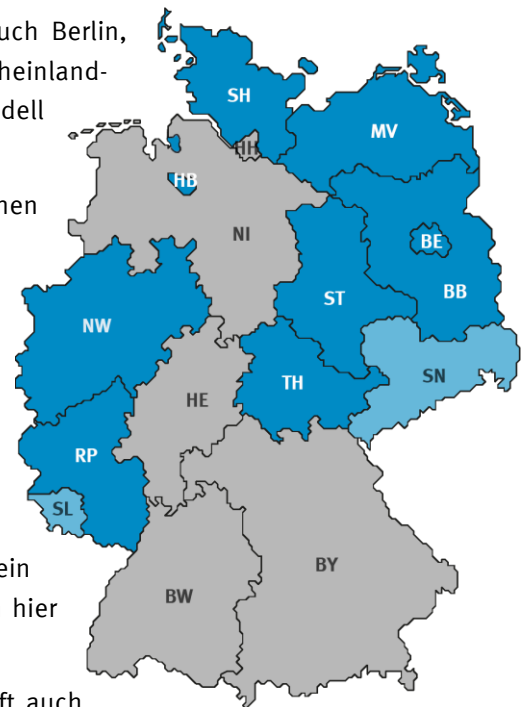 uch Berlin,
heinland-
dell
nen
ein
hier
ft auch
SH
MV
HH
HB
NI
BE
BB
ST
NW
SN
TH
HE
RP
SL
BY
BW